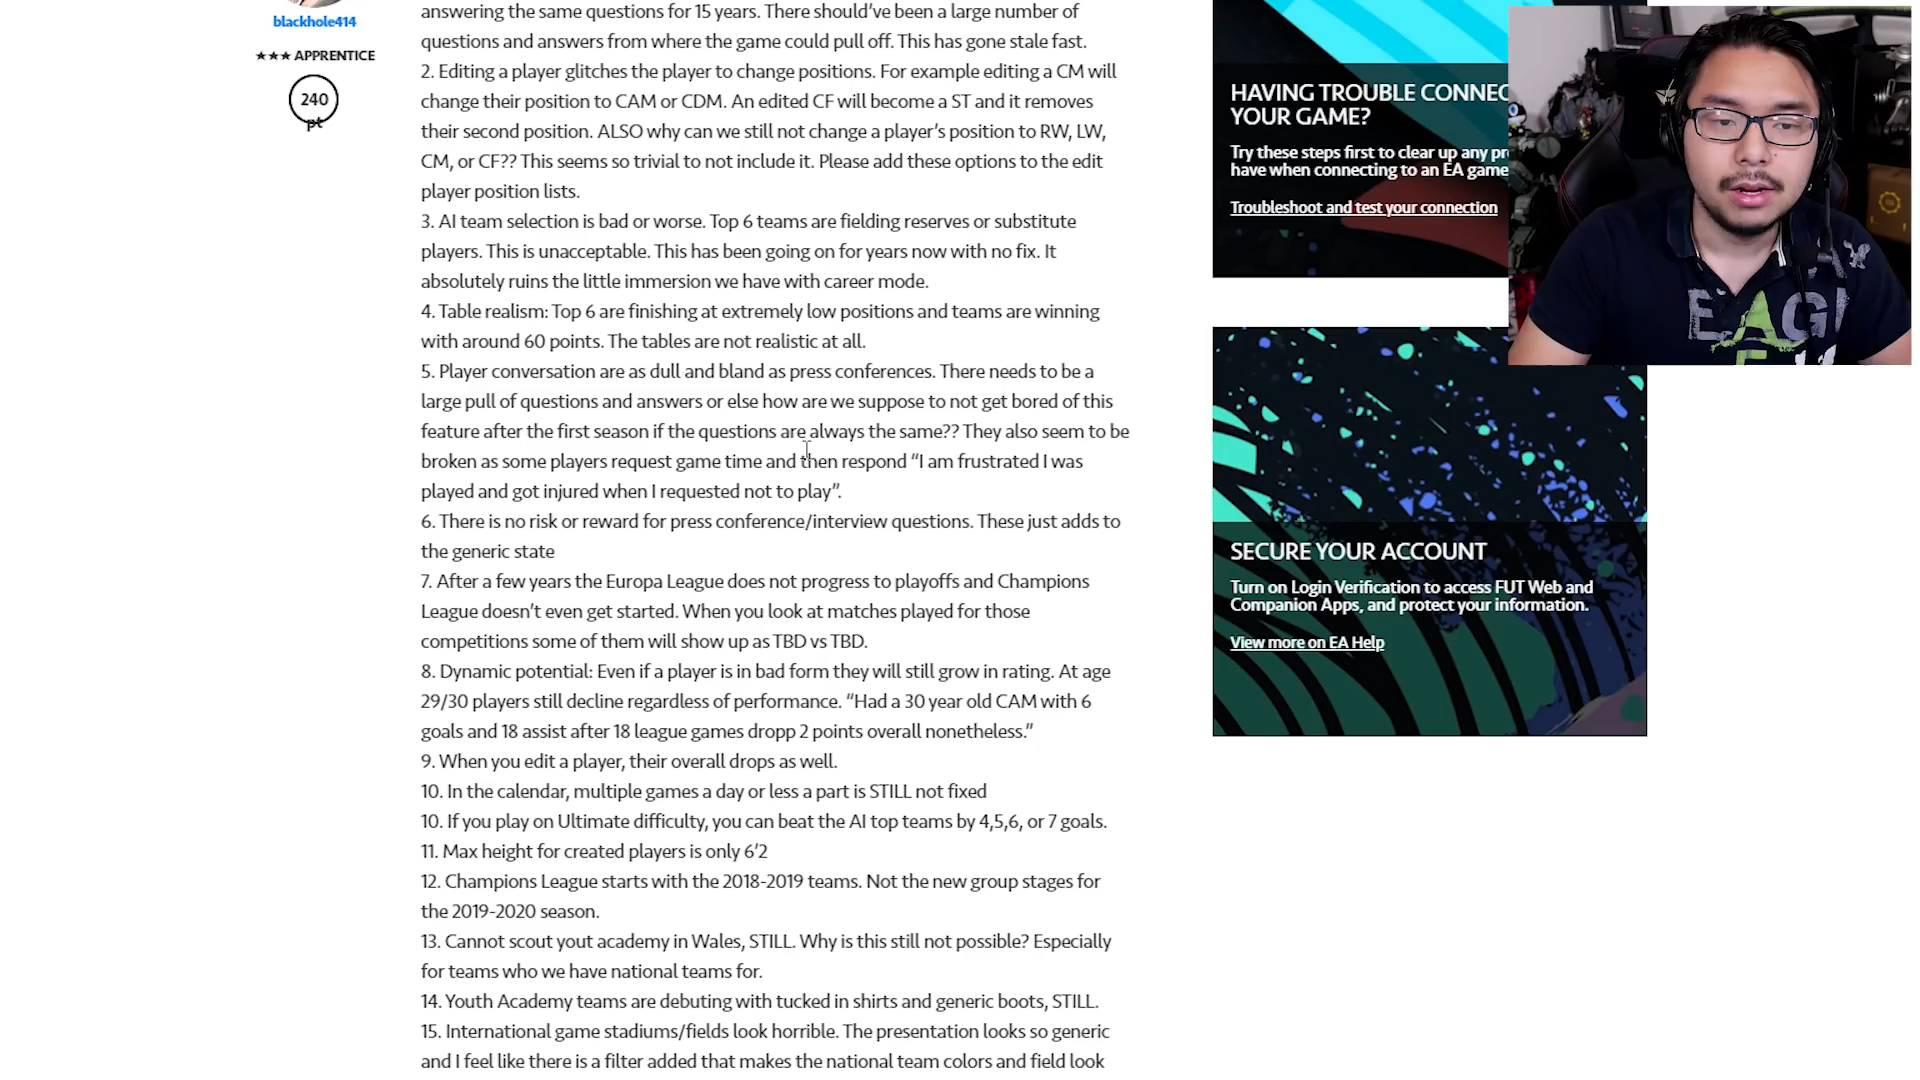 blackhole414
★★★ APPRENTICE
240
pt
answering the same questions for 15 years. There should've been a large number of
questions and answers from where the game could pull off. This has gone stale fast.
2. Editing a player glitches the player to change positions. For example editing a CM will
change their position to CAM or CDM. An edited CF will become a ST and it removes
their second position. ALSO why can we still not change a player's position to RW, LW,
CM, or CF?? This seems so trivial to not include it. Please add these options to the edit
player position lists.
3. AI team selection is bad or worse. Top 6 teams are fielding reserves or substitute
players. This is unacceptable. This has been going on for years now with no fix. It
absolutely ruins the little immersion we have with career mode.
4. Table realism: Top 6 are finishing at extremely low positions and teams are winning
with around 60 points. The tables are not realistic at all.
5. Player conversation are as dull and bland as press conferences. There needs to be a
large pull of questions and answers or else how are we suppose to not get bored of this
feature after the first season if the questions are always the same?? They also seem to be
broken as some players request game time and then respond “I am frustrated I was
played and got injured when I requested not to play”.
6. There is no risk or reward for press conference/interview questions. These just adds to
the generic state
7. After a few years the Europa League does not progress to playoffs and Champions
League doesn't even get started. When you look at matches played for those
competitions some of them will show up as TBD vs TBD.
8. Dynamic potential: Even if a player is in bad form they will still grow in rating. At age
29/30 players still decline regardless of performance. “Had a 30 year old CAM with 6
goals and 18 assist after 18 league games dropp 2 points overall nonetheless.”
9. When you edit a player, their overall drops as well.
10. In the calendar, multiple games a day or less a part is STILL not fixed
10. If you play on Ultimate difficulty, you can beat the AI top teams by 4,5,6, or 7 goals.
11. Max height for created players is only 6'2
12. Champions League starts with the 2018-2019 teams. Not the new group stages for
the 2019-2020 season.
13. Cannot scout yout academy in Wales, STILL. Why is this still not possible? Especially
for teams who we have national teams for.
14. Youth Academy teams are debuting with tucked in shirts and generic boots, STILL.
15. International game stadiums/fields look horrible. The presentation looks so generic
and I feel like there is a filter added that makes the national team colors and field look
HAVING TROUBLE CONNEC
YOUR GAME?
Try these steps first to clear up any pr
have when connecting to an EA game
Troubleshoot and test your connection
SECURE YOUR ACCOUNT
Turn on Login Verification to access FUT Web and
Companion Apps, and protect your information.
View more on EA Help